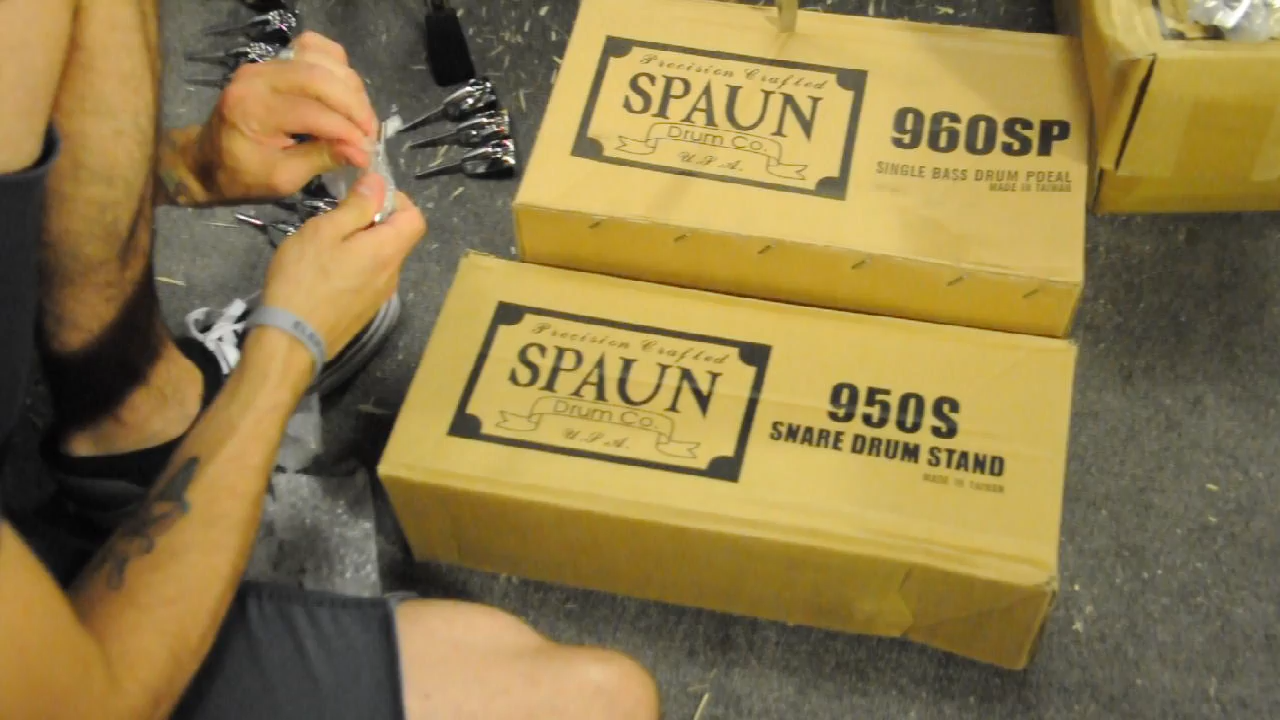 Precision Crafted
SPAUN
Drum Co.
U.S.A.
960SP
SINGLE BASS DRUM PDEAL
MADE IN TAIWAN
Precision Crafted
SPAUN
Drum Co.
U.S.A.
950S
SNARE DRUM STAND
MADE IN TAIWAN